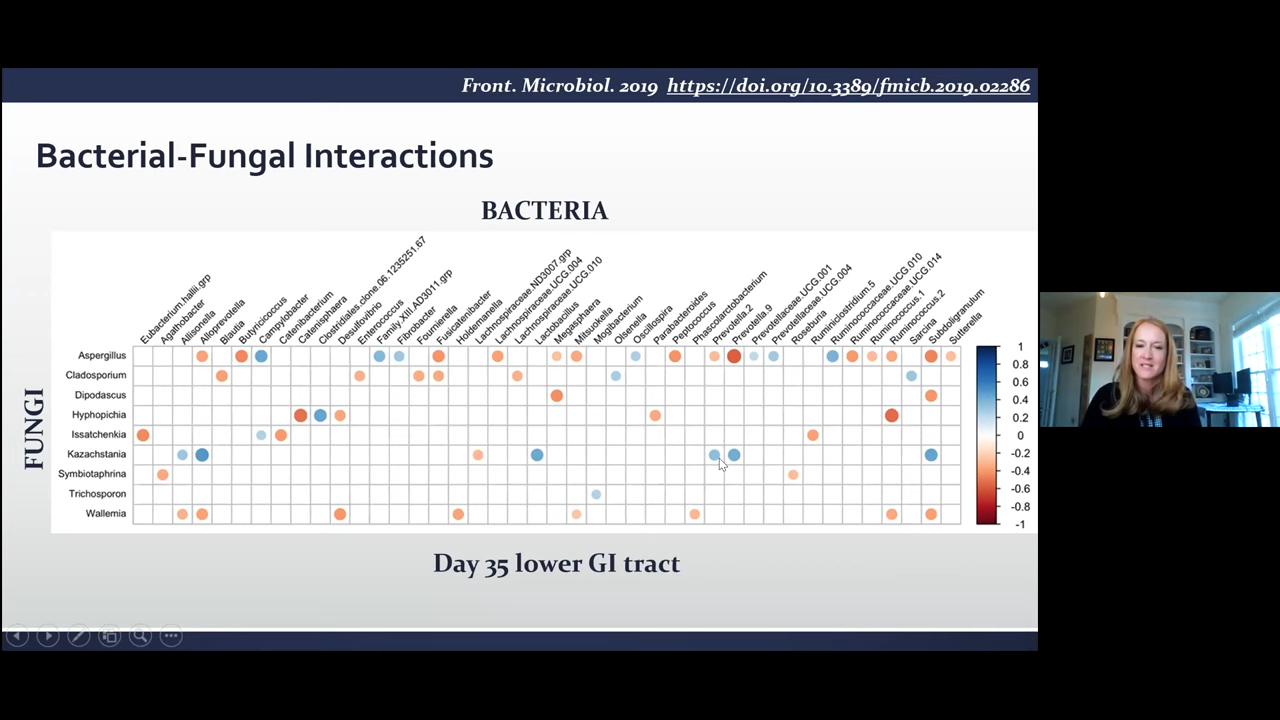 Front. Microbiol. 2019 https://doi.org/10.3389/fmicb.2019.02286
Bacterial-Fungal Interactions
BACTERIA
Eubacterium.hallii.grp
Agathobacter
Allisonella
Alloprevotella
Blautia
Butyricicoccus
Campylobacter
Catenibacterium
Catenisphaera
Clostridiales.clone.06.1235251.67
Desulfovibrio
Enterococcus
Family.XIII.AD3011.grp
Fibrobacter
Fournierella
Fusicatenibacter
Holdemanella
Lachnospira
Lachnospiraceae.ND3007.grp
Lachnospiraceae.UCG.004
Lachnospiraceae.UCG.010
Lactobacillus
Megasphaera
Mitsuokella
Mogibacterium
Olsenella
Oscillospira
Parabacteroides
Peptococcus
Phascolarctobacterium
Prevotella.2
Prevotella.9
Prevotellaceae.UCG.001
Prevotellaceae.UCG.004
Roseburia
Ruminiclostridium.5
Ruminococcaceae.UCG.010
Ruminococcaceae.UCG.014
Ruminococcus.1
Ruminococcus.2
Sarcina
Subdoligranulum
Sutterella
FUNGI
Aspergillus
Cladosporium
Dipodascus
Hyphopichia
Issatchenkia
Kazachstania
Symbiotaphrina
Trichosporon
Wallemia
1
0.8
0.6
0.4
0.2
0
-0.2
-0.4
-0.6
-0.8
-1
Day 35 lower GI tract